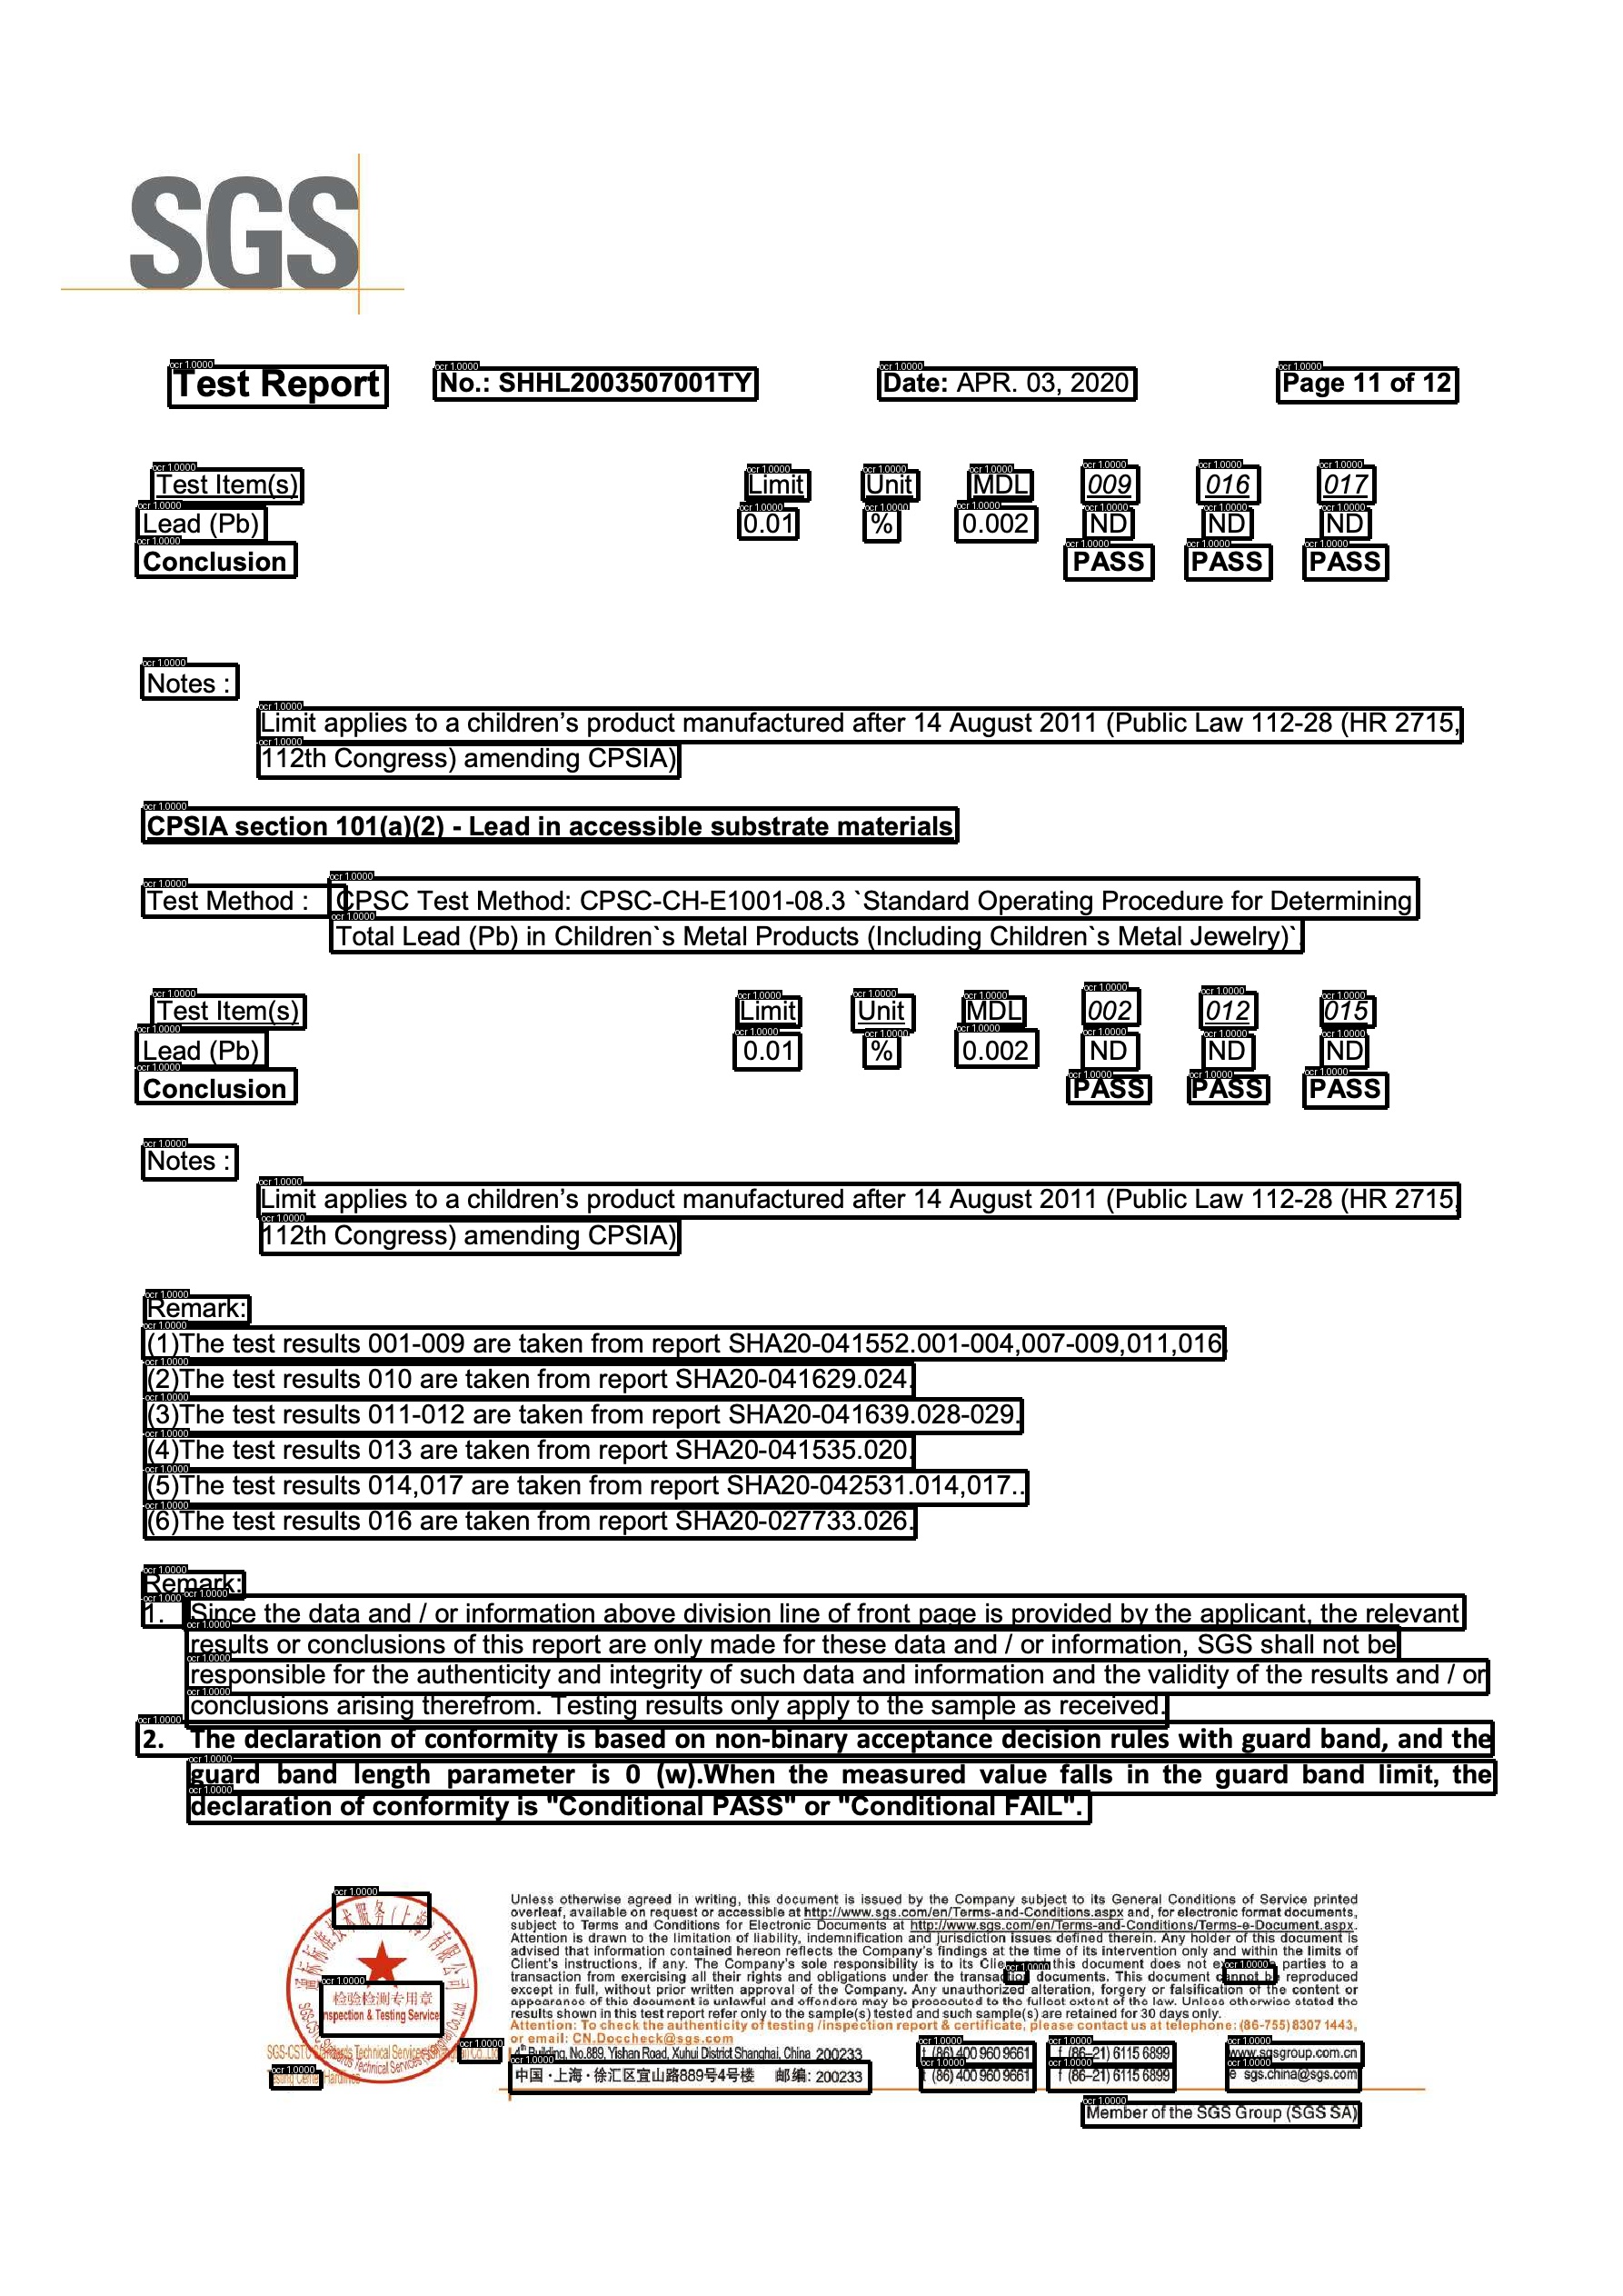 SGS
Test Report No.: SHHL2003507001TY Date: APR. 03, 2020 Page 11 of 12
Test Item(s) Limit Unit MDL 009 016 017
Lead (Pb) 0.01 % 0.002 ND ND ND
Conclusion PASS PASS PASS
Notes :
Limit applies to a children’s product manufactured after 14 August 2011 (Public Law 112-28 (HR 2715,
112th Congress) amending CPSIA)
CPSIA section 101(a)(2) - Lead in accessible substrate materials
Test Method : CPSC Test Method: CPSC-CH-E1001-08.3 `Standard Operating Procedure for Determining
Total Lead (Pb) in Children`s Metal Products (Including Children`s Metal Jewelry)`
Test Item(s) Limit Unit MDL 002 012 015
Lead (Pb) 0.01 % 0.002 ND ND ND
Conclusion PASS PASS PASS
Notes :
Limit applies to a children’s product manufactured after 14 August 2011 (Public Law 112-28 (HR 2715,
112th Congress) amending CPSIA)
Remark:
(1)The test results 001-009 are taken from report SHA20-041552.001-004,007-009,011,016.
(2)The test results 010 are taken from report SHA20-041629.024.
(3)The test results 011-012 are taken from report SHA20-041639.028-029.
(4)The test results 013 are taken from report SHA20-041535.020.
(5)The test results 014,017 are taken from report SHA20-042531.014,017..
(6)The test results 016 are taken from report SHA20-027733.026.
Remark:
1. Since the data and / or information above division line of front page is provided by the applicant, the relevant
results or conclusions of this report are only made for these data and / or information, SGS shall not be
responsible for the authenticity and integrity of such data and information and the validity of the results and / or
conclusions arising therefrom. Testing results only apply to the sample as received.
2. The declaration of conformity is based on non-binary acceptance decision rules with guard band, and the
guard band length parameter is 0 (w).When the measured value falls in the guard band limit, the
declaration of conformity is "Conditional PASS" or "Conditional FAIL".
Unless otherwise agreed in writing, this document is issued by the Company subject to its General Conditions of Service printed
overleaf, available on request or accessible at http://www.sgs.com/en/Terms-and-Conditions.aspx and, for electronic format documents,
subject to Terms and Conditions for Electronic Documents at http://www.sgs.com/en/Terms-and-Conditions/Terms-e-Document.aspx.
Attention is drawn to the limitation of liability, indemnification and jurisdiction issues defined therein. Any holder of this document is
advised that information contained hereon reflects the Company's findings at the time of its intervention only and within the limits of
Client's instructions, if any. The Company's sole responsibility is to its Client this document does not parties to a
transaction from exercising all their rights and obligations under the transaction documents. This document cannot be reproduced
except in full, without prior written approval of the Company. Any unauthorized alteration, forgery or falsification of the content or
appearance of this document is unlawful and offenders may be prosecuted to the fullest extent of the law. Unless otherwise stated the
results shown in this test report refer only to the sample(s) tested and such sample(s) are retained for 30 days only.
Attention: To check the authenticity of testing /inspection report & certificate, please contact us at telephone: (86-755) 8307 1443,
or email: CN.Doccheck@sgs.com
检验检测专用章
Inspection & Testing Service
4th Building, No.889, Yishan Road, Xuhui District Shanghai, China 200233 t (86) 400 960 9661 f (86–21) 6115 6899 www.sgsgroup.com.cn
中国・上海・徐汇区宜山路889号4号楼 邮编: 200233 t (86) 400 960 9661 f (86–21) 6115 6899 e sgs.china@sgs.com
Member of the SGS Group (SGS SA)